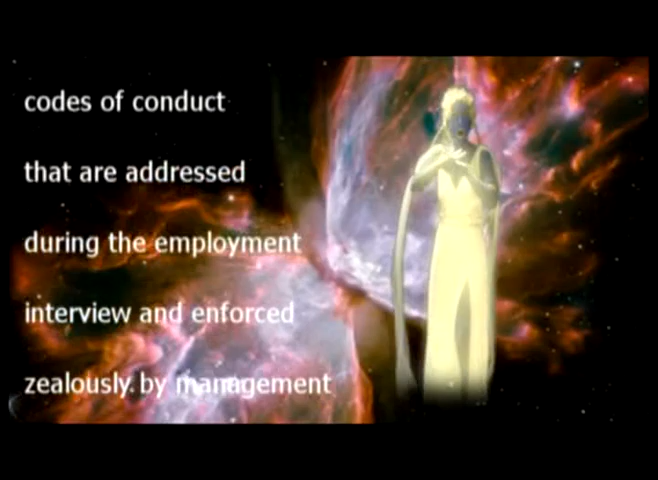 codes of conduct
that are addressed
during the employment
interview and enforced
zealously by management